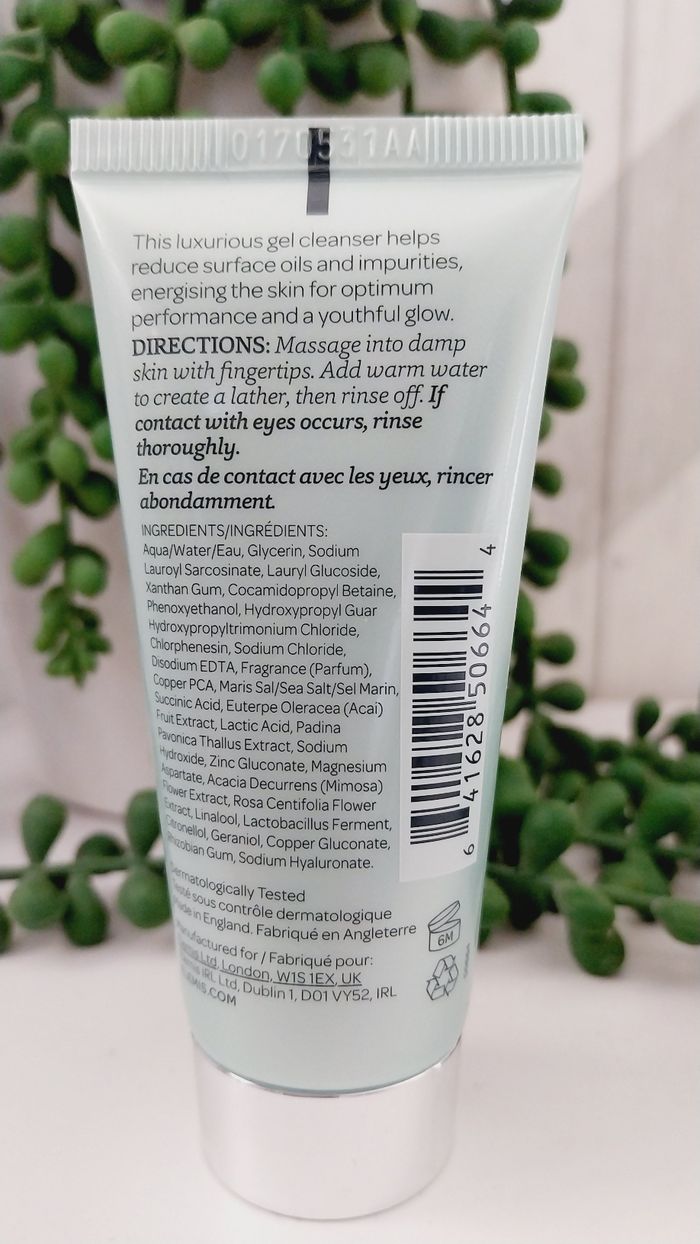 0170531AA
This luxurious gel cleanser helps
reduce surface oils and impurities,
energising the skin for optimum
performance and a youthful glow.
DIRECTIONS: Massage into damp
skin with fingertips. Add warm water
to create a lather, then rinse off. If
contact with eyes occurs, rinse
thoroughly.
En cas de contact avec les yeux, rincer
abondamment.
INGREDIENTS/INGRÉDIENTS:
Aqua/Water/Eau, Glycerin, Sodium
Lauroyl Sarcosinate, Lauryl Glucoside,
Xanthan Gum, Cocamidopropyl Betaine,
Phenoxyethanol, Hydroxypropyl Guar
Hydroxypropyltrimonium Chloride,
Chlorphenesin, Sodium Chloride,
Disodium EDTA, Fragrance (Parfum),
Copper PCA, Maris Sal/Sea Salt/Sel Marin,
Succinic Acid, Euterpe Oleracea (Acai)
Fruit Extract, Lactic Acid, Padina
Pavonica Thallus Extract, Sodium
Hydroxide, Zinc Gluconate, Magnesium
Aspartate, Acacia Decurrens (Mimosa)
Flower Extract, Rosa Centifolia Flower
Extract, Linalool, Lactobacillus Ferment,
Citronellol, Geraniol, Copper Gluconate,
Rhizobian Gum, Sodium Hyaluronate.
Dermatologically Tested
Testé sous contrôle dermatologique
Made in England. Fabriqué en Angleterre
Manufactured for / Fabriqué pour:
Ltd, London, W1S 1EX, UK
IRL Ltd, Dublin 1, D01 VY52, IRL
6M
6 41628 50664 4